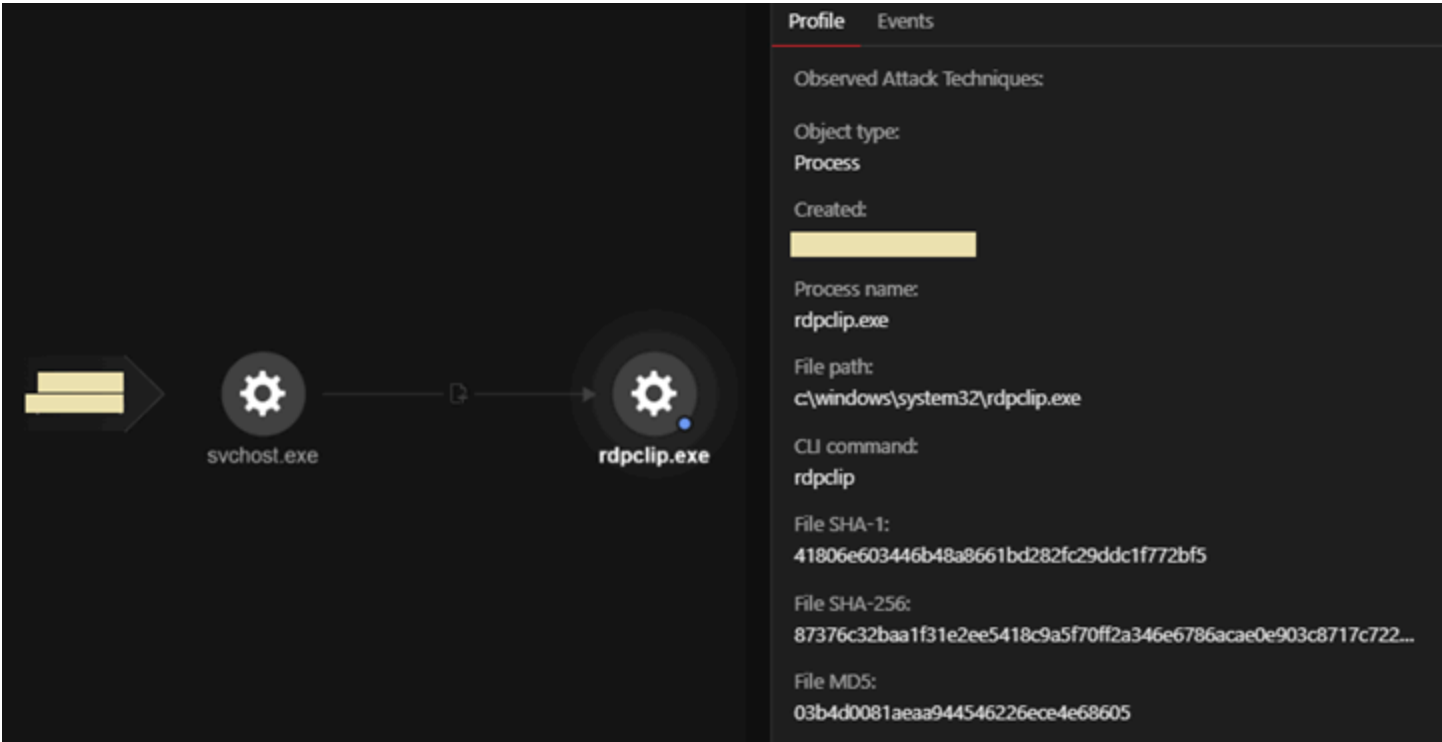 Profile Events
Observed Attack Techniques:
Object type:
Process
Created:
Process name:
rdpclip.exe
File path:
c:\windows\system32\rdpclip.exe
CLI command:
rdpclip
File SHA-1:
41806e603446b48a8661bd282fc29ddc1f772bf5
File SHA-256:
87376c32baa1f31e2ee5418c9a5f70ff2a346e6786acae0e903c8717c722...
File MD5:
03b4d0081aeaa944546226ece4e68605
svchost.exe
rdpclip.exe